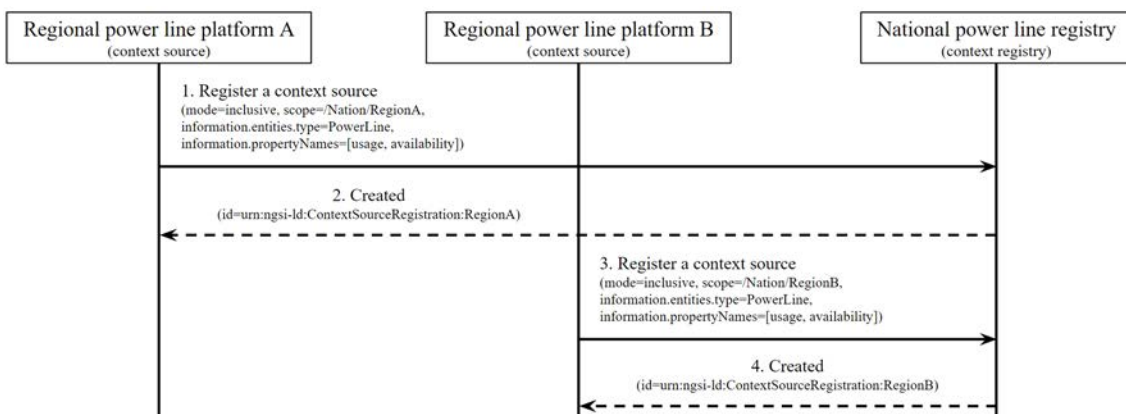 Regional power line platform A
(context source)
Regional power line platform B
(context source)
National power line registry
(context registry)
1. Register a context source
(mode=inclusive, scope=/Nation/RegionA,
information.entities.type=PowerLine,
information.propertyNames=[usage, availability])
2. Created
(id=urn:ngsi-ld:ContextSourceRegistration:RegionA)
3. Register a context source
(mode=inclusive, scope=/Nation/RegionB,
information.entities.type=PowerLine,
information.propertyNames=[usage, availability])
4. Created
(id=urn:ngsi-ld:ContextSourceRegistration:RegionB)